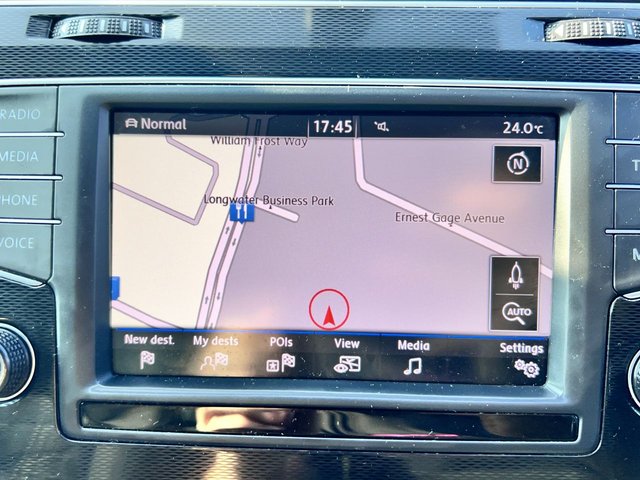 RADIO
MEDIA
PHONE
VOICE
Normal
17:45
24.0°C
William Frost Way
N
Longwater Business Park
Ernest Gage Avenue
AUTO
New dest.
My dests
POIs
View
Media
Settings